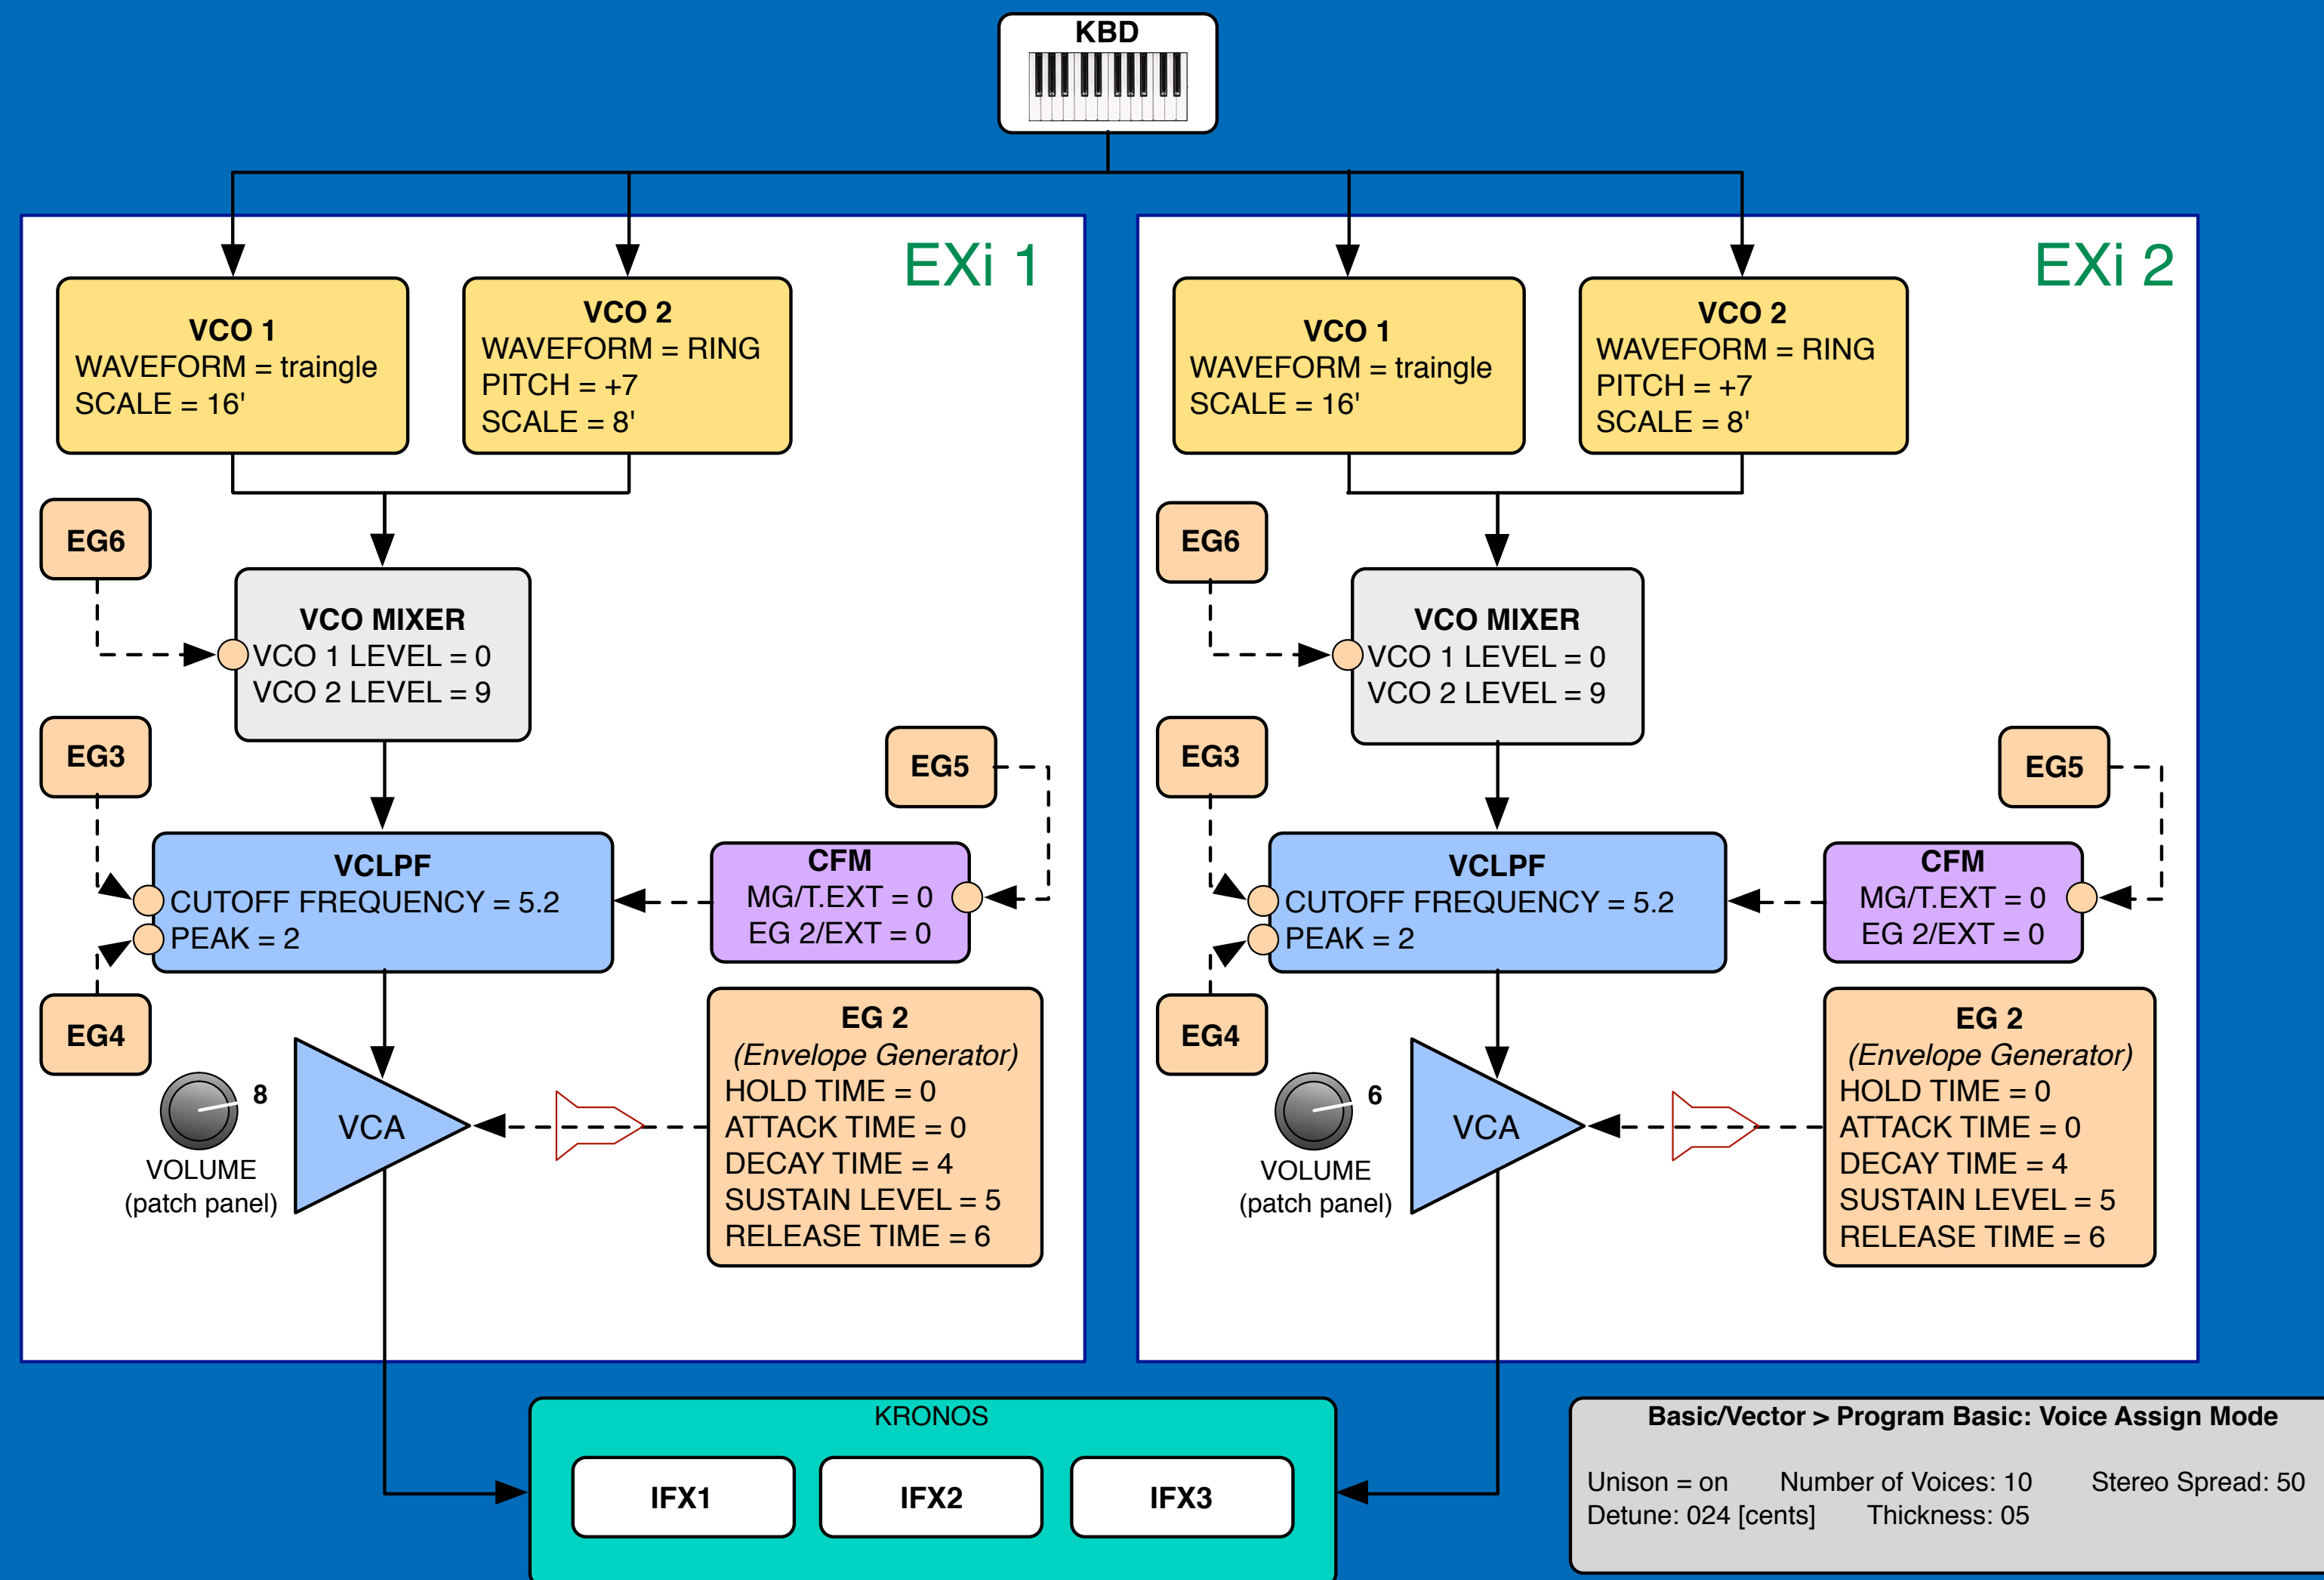 KBD
EXi 1
VCO 1
WAVEFORM = traingle
SCALE = 16'
VCO 2
WAVEFORM = RING
PITCH = +7
SCALE = 8'
EG6
VCO MIXER
VCO 1 LEVEL = 0
VCO 2 LEVEL = 9
EG3
EG5
VCLPF
CUTOFF FREQUENCY = 5.2
PEAK = 2
CFM
MG/T.EXT = 0
EG 2/EXT = 0
EG4
8
VOLUME
(patch panel)
VCA
EG 2
(Envelope Generator)
HOLD TIME = 0
ATTACK TIME = 0
DECAY TIME = 4
SUSTAIN LEVEL = 5
RELEASE TIME = 6
EXi 2
VCO 1
WAVEFORM = traingle
SCALE = 16'
VCO 2
WAVEFORM = RING
PITCH = +7
SCALE = 8'
EG6
VCO MIXER
VCO 1 LEVEL = 0
VCO 2 LEVEL = 9
EG3
EG5
VCLPF
CUTOFF FREQUENCY = 5.2
PEAK = 2
CFM
MG/T.EXT = 0
EG 2/EXT = 0
EG4
6
VOLUME
(patch panel)
VCA
EG 2
(Envelope Generator)
HOLD TIME = 0
ATTACK TIME = 0
DECAY TIME = 4
SUSTAIN LEVEL = 5
RELEASE TIME = 6
KRONOS
IFX1
IFX2
IFX3
Basic/Vector > Program Basic: Voice Assign Mode
Unison = on Number of Voices: 10 Stereo Spread: 50
Detune: 024 [cents] Thickness: 05